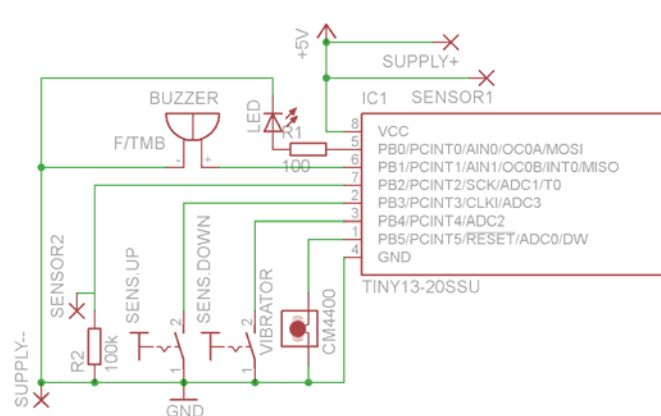 +5V
SUPPLY+
BUZZER
LED
IC1
SENSOR1
F/TMB
-
+
R1
100
8
VCC
5
PB0/PCINT0/AIN0/OC0A/MOSI
6
PB1/PCINT1/AIN1/OC0B/INT0/MISO
7
PB2/PCINT2/SCK/ADC1/T0
2
PB3/PCINT3/CLKI/ADC3
3
PB4/PCINT4/ADC2
1
PB5/PCINT5/RESET/ADC0/DW
4
GND
TINY13-20SSU
SENSOR2
SENS.UP
SENS.DOWN
VIBRATOR
CM4400
2
2
R2
100k
1
1
SUPPLY--
GND